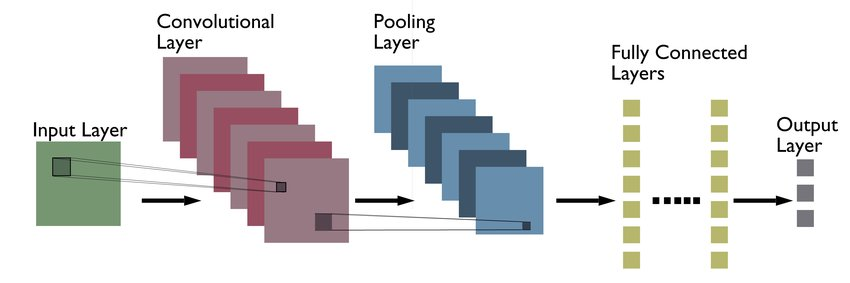 Convolutional
Layer
Pooling
Layer
Fully Connected
Layers
Input Layer
Output
Layer